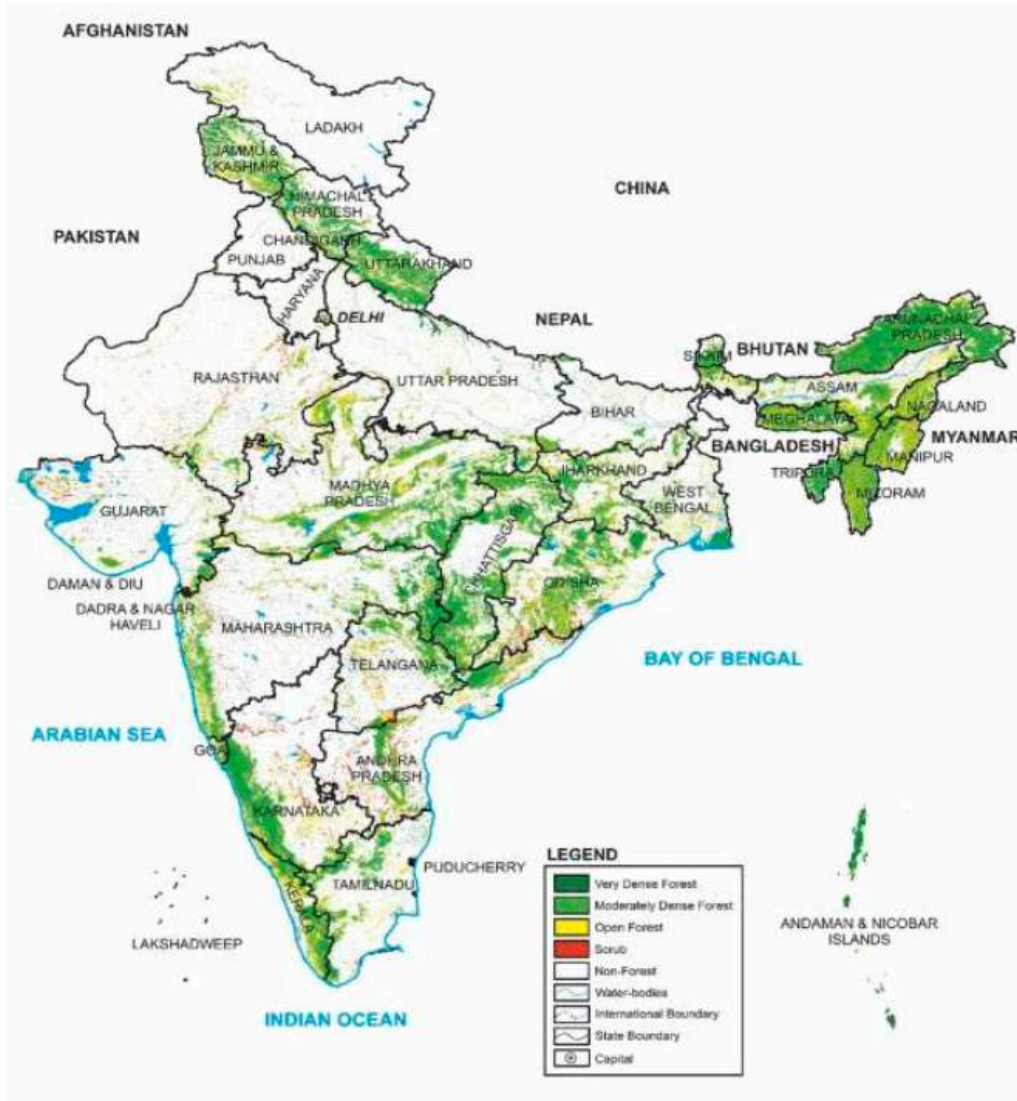 AFGHANISTAN
LADAKH
JAMMU &
KASHMIR
CHINA
HIMACHAL
PRADESH
PAKISTAN
CHANDIGARH
PUNJAB
UTTARAKHAND
HARYANA
DELHI
NEPAL
ARUNACHAL
PRADESH
SIKKIM
BHUTAN
RAJASTHAN
UTTAR PRADESH
ASSAM
NAGALAND
BIHAR
MEGHALAYA
BANGLADESH
MYANMAR
MANIPUR
TRIPURA
MIZORAM
JHARKHAND
MADHYA
PRADESH
WEST
BENGAL
GUJARAT
CHHATTISGARH
ODISHA
DAMAN & DIU
DADRA & NAGAR
HAVELI
MAHARASHTRA
TELANGANA
BAY OF BENGAL
ARABIAN SEA
GOA
ANDHRA
PRADESH
KARNATAKA
PUDUCHERRY
TAMILNADU
KERALA
LAKSHADWEEP
ANDAMAN & NICOBAR
ISLANDS
INDIAN OCEAN
LEGEND
Very Dense Forest
Moderately Dense Forest
Open Forest
Scrub
Non-Forest
Water-bodies
International Boundary
State Boundary
Capital